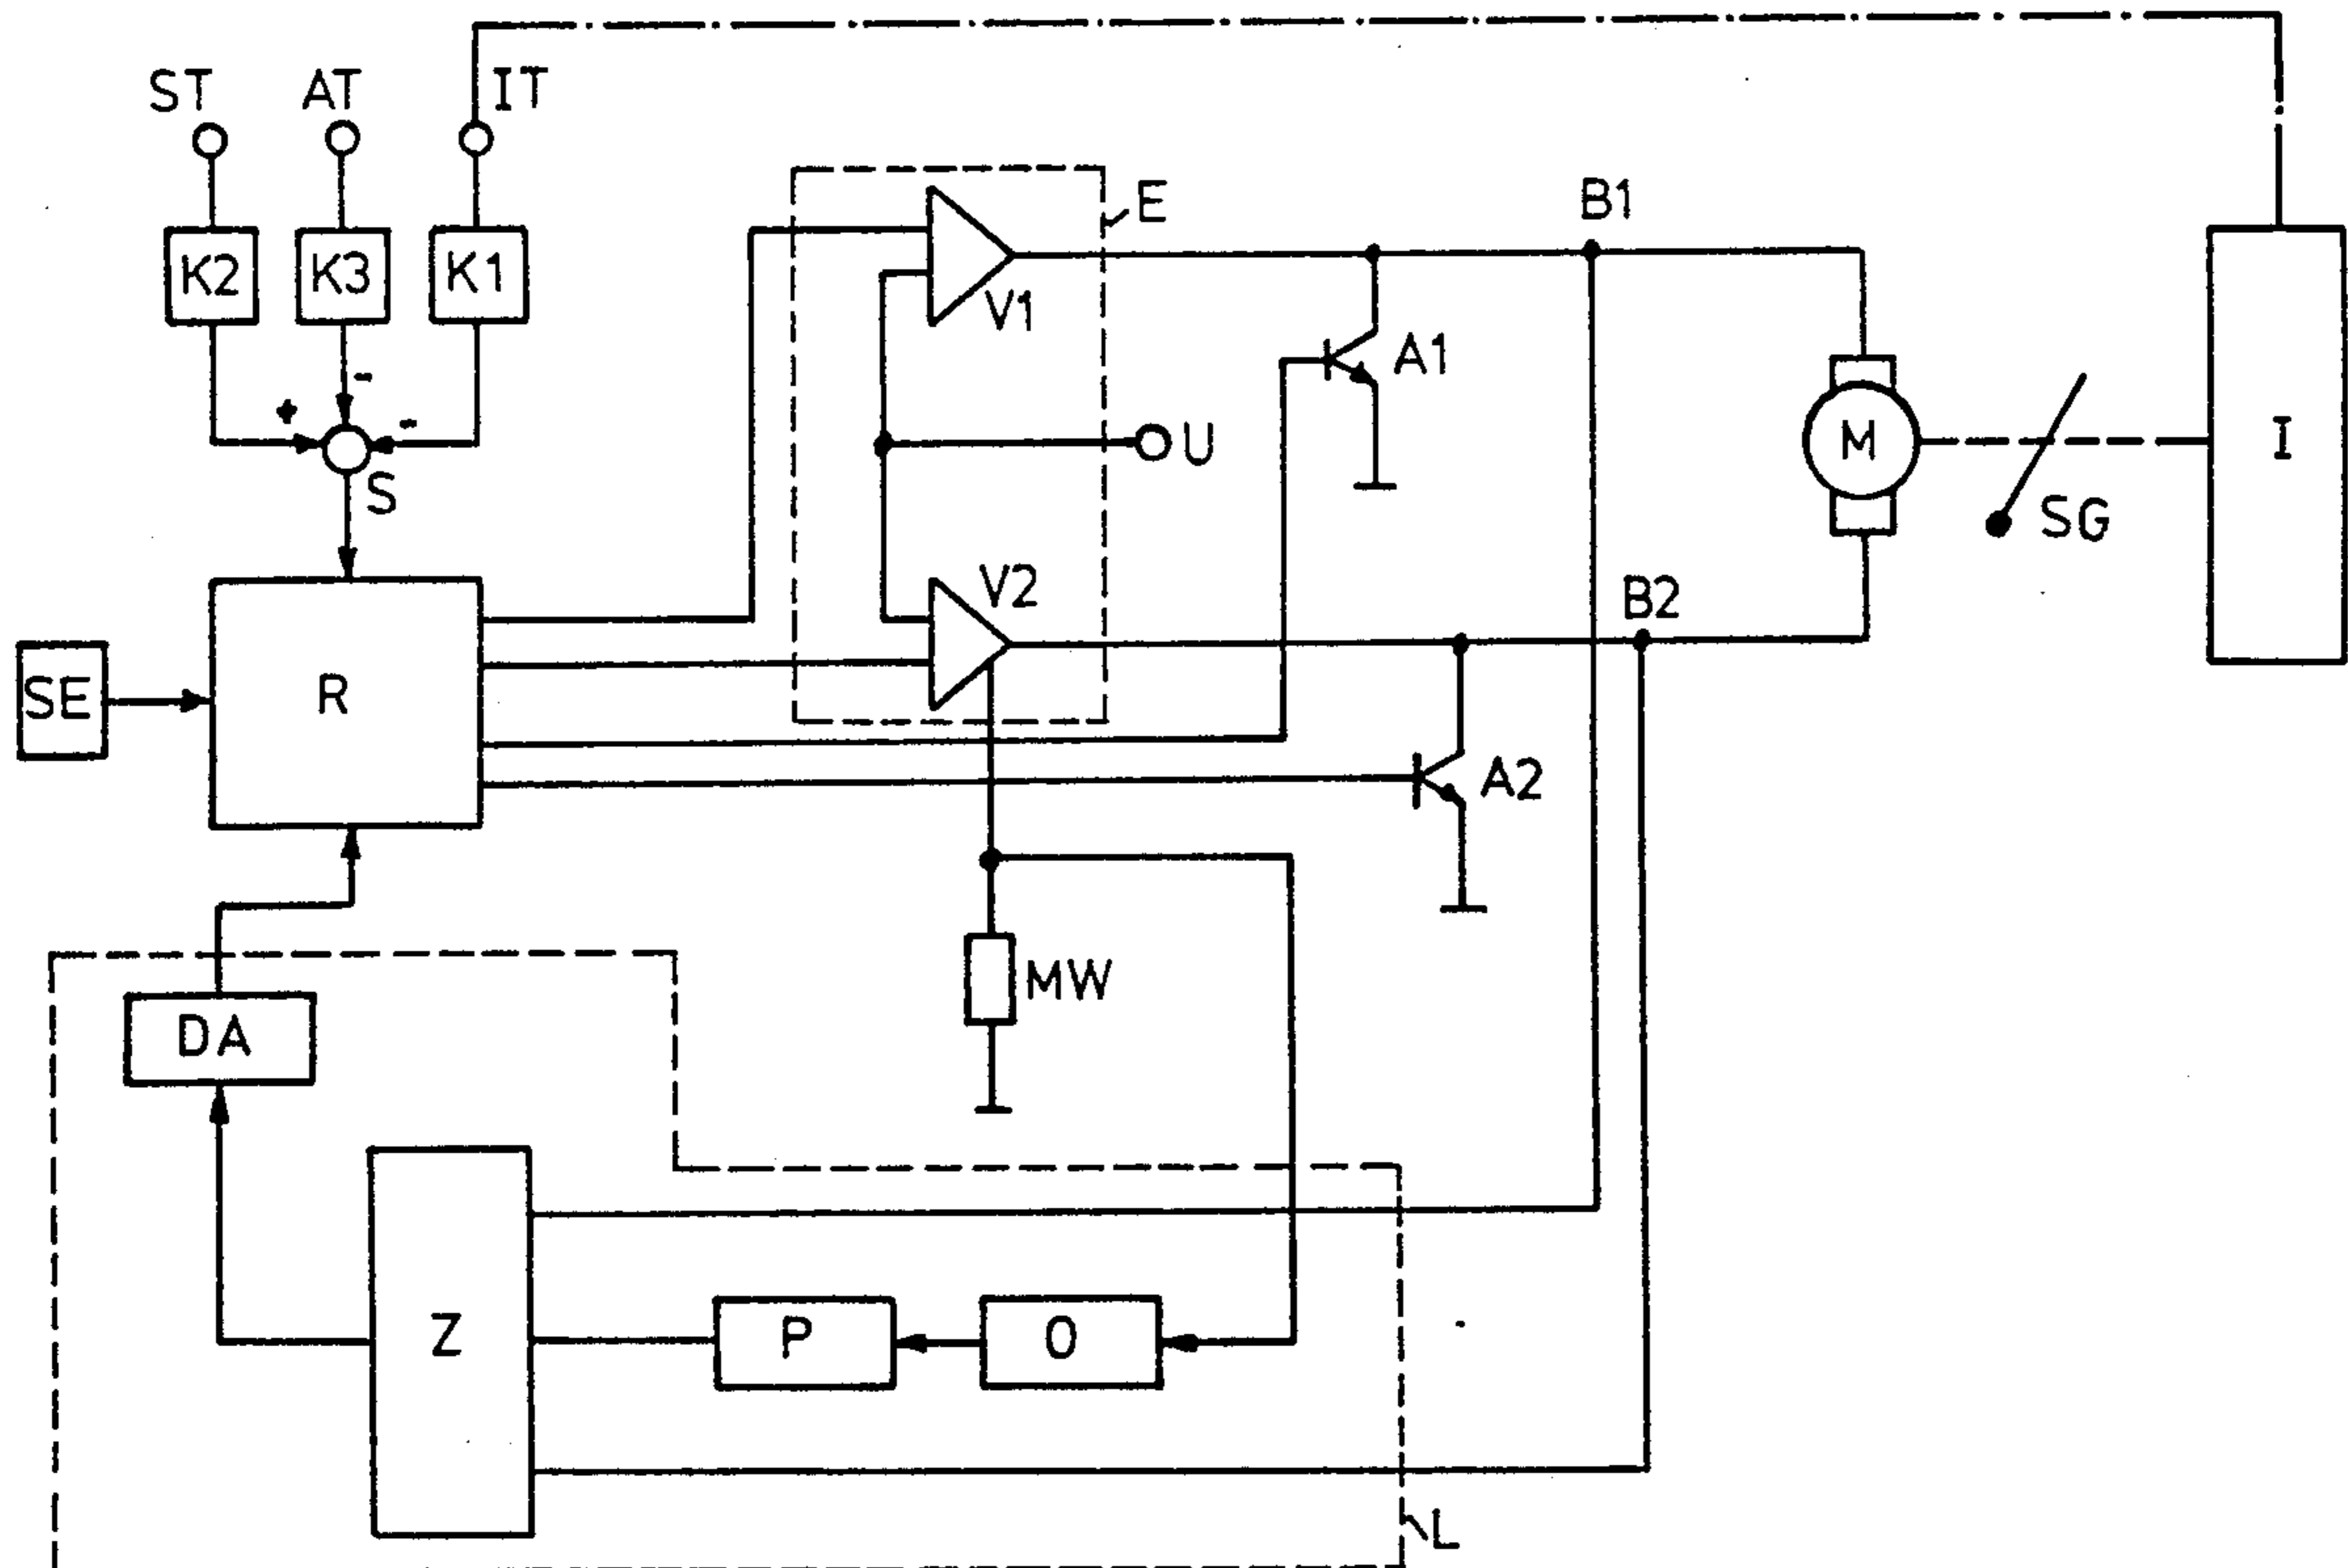 ST AT IT
K2 K3 K1
+ - -
S
E
V1
U
V2
B1
A1
M
SG
I
B2
SE
R
A2
MW
DA
Z
P
O
L